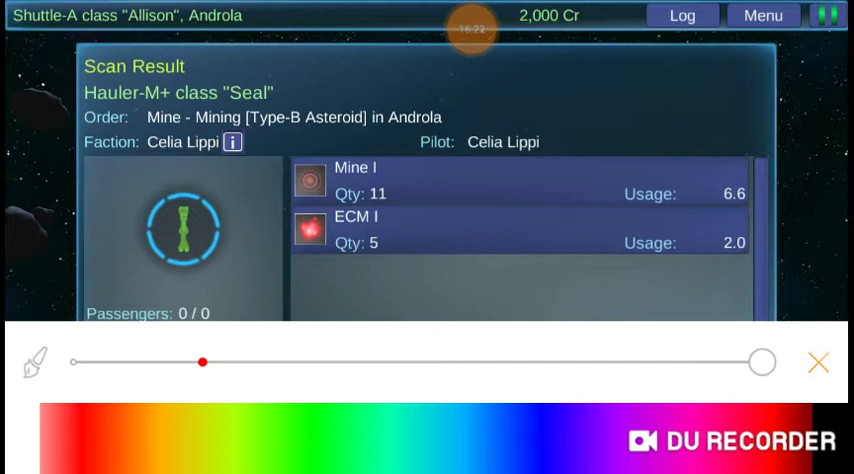 Shuttle-A class "Allison", Androla
16:22
2,000 Cr
Log
Menu
Scan Result
Hauler-M+ class "Seal"
Order: Mine - Mining [Type-B Asteroid] in Androla
Faction: Celia Lippi i
Pilot: Celia Lippi
Mine I
Qty: 11 Usage: 6.6
ECM I
Qty: 5 Usage: 2.0
Passengers: 0 / 0
DU RECORDER